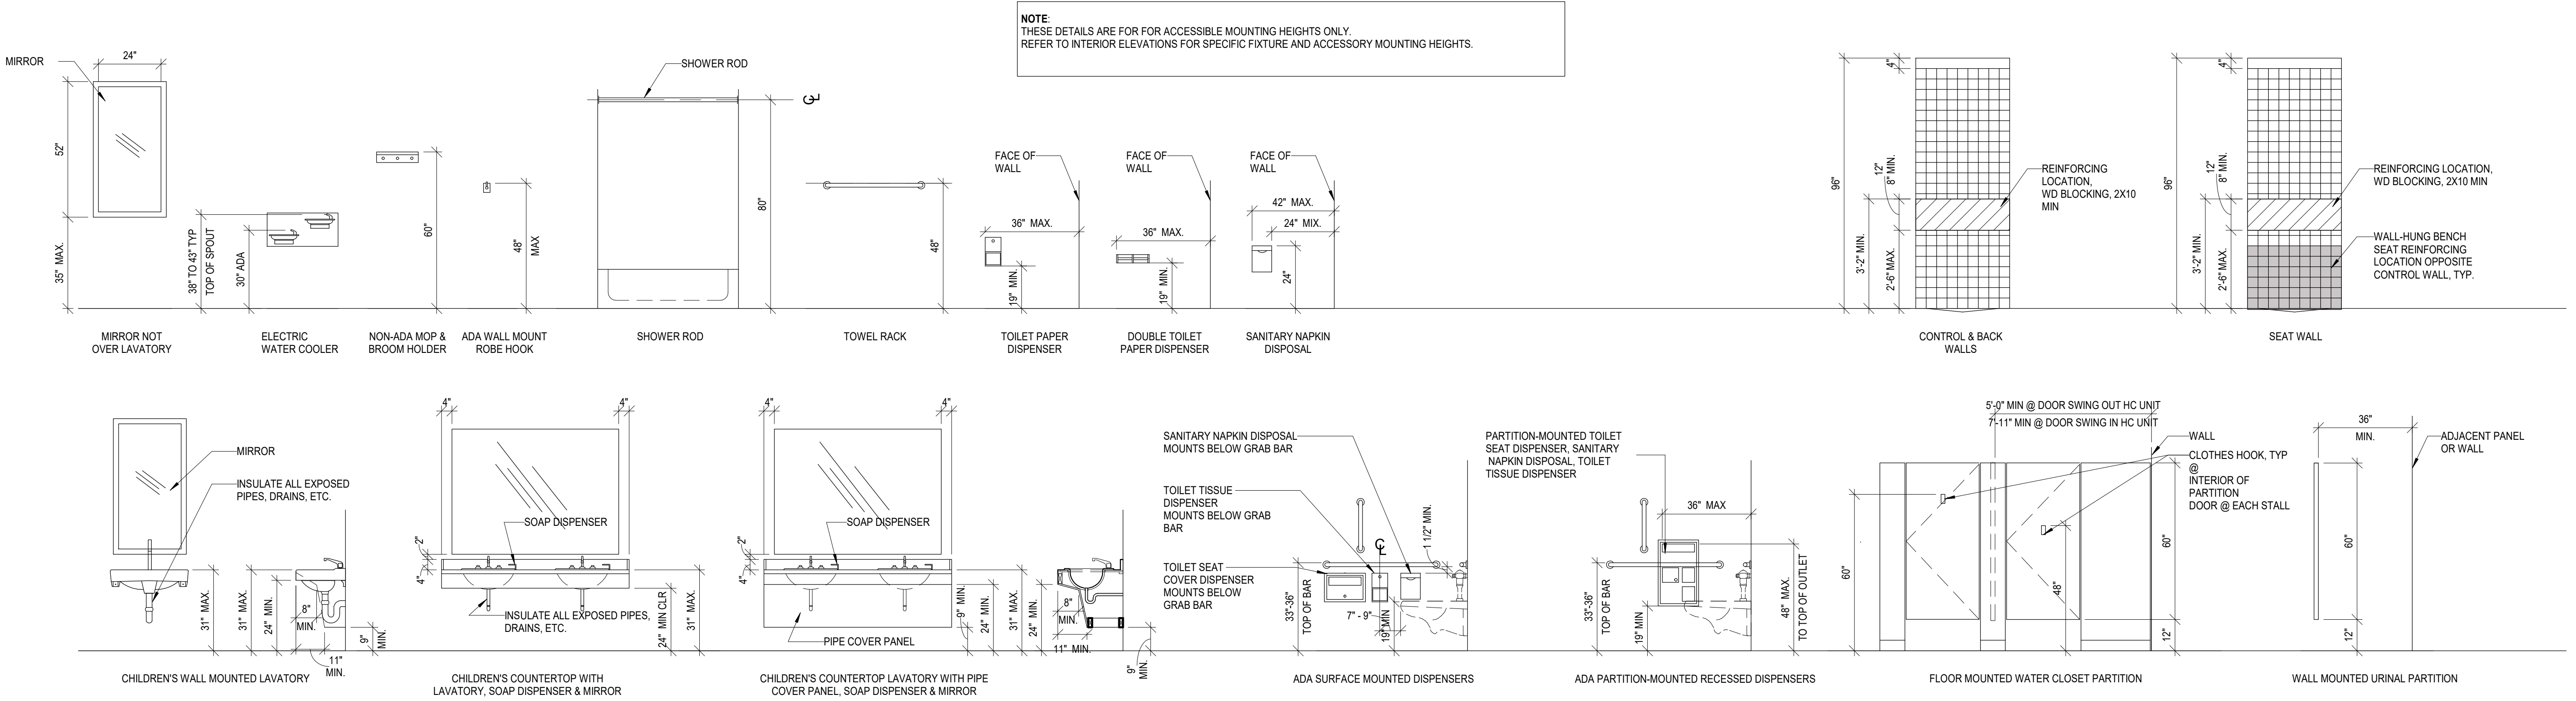 NOTE:
THESE DETAILS ARE FOR FOR ACCESSIBLE MOUNTING HEIGHTS ONLY.
REFER TO INTERIOR ELEVATIONS FOR SPECIFIC FIXTURE AND ACCESSORY MOUNTING HEIGHTS.
MIRROR
24"
52"
35" MAX.
MIRROR NOT
OVER LAVATORY
38" TO 43" TYP
TOP OF SPOUT
30" ADA
ELECTRIC
WATER COOLER
60"
NON-ADA MOP &
BROOM HOLDER
48"
MAX
ADA WALL MOUNT
ROBE HOOK
SHOWER ROD
80"
CL
SHOWER ROD
48"
TOWEL RACK
FACE OF
WALL
36" MAX.
19" MIN.
TOILET PAPER
DISPENSER
FACE OF
WALL
36" MAX.
19" MIN.
DOUBLE TOILET
PAPER DISPENSER
FACE OF
WALL
42" MAX.
24" MIX.
24"
SANITARY NAPKIN
DISPOSAL
96"
4"
12"
8" MIN.
3'-2" MIN.
2'-6" MAX.
REINFORCING
LOCATION,
WD BLOCKING, 2X10
MIN
CONTROL & BACK
WALLS
96"
4"
12"
8" MIN.
3'-2" MIN.
2'-6" MAX.
REINFORCING LOCATION,
WD BLOCKING, 2X10 MIN
WALL-HUNG BENCH
SEAT REINFORCING
LOCATION OPPOSITE
CONTROL WALL, TYP.
SEAT WALL
MIRROR
INSULATE ALL EXPOSED
PIPES, DRAINS, ETC.
31" MAX.
31" MAX.
24" MIN.
8"
MIN.
11"
MIN.
9"
MIN.
CHILDREN'S WALL MOUNTED LAVATORY
4"
4"
SOAP DISPENSER
2"
4"
INSULATE ALL EXPOSED PIPES,
DRAINS, ETC.
24" MIN CLR
31" MAX.
CHILDREN'S COUNTERTOP WITH
LAVATORY, SOAP DISPENSER & MIRROR
4"
4"
SOAP DISPENSER
2"
4"
PIPE COVER PANEL
9" MIN.
24" MIN.
31" MAX.
24" MIN.
8"
MIN.
11" MIN.
9"
MIN.
CHILDREN'S COUNTERTOP LAVATORY WITH PIPE
COVER PANEL, SOAP DISPENSER & MIRROR
SANITARY NAPKIN DISPOSAL
MOUNTS BELOW GRAB BAR
TOILET TISSUE
DISPENSER
MOUNTS BELOW GRAB
BAR
TOILET SEAT
COVER DISPENSER
MOUNTS BELOW
GRAB BAR
33"-36"
TOP OF BAR
CL
1 1/2" MIN.
7" - 9"
19" MIN
ADA SURFACE MOUNTED DISPENSERS
PARTITION-MOUNTED TOILET
SEAT DISPENSER, SANITARY
NAPKIN DISPOSAL, TOILET
TISSUE DISPENSER
36" MAX
33"-36"
TOP OF BAR
19" MIN
48" MAX.
TO TOP OF OUTLET
ADA PARTITION-MOUNTED RECESSED DISPENSERS
5'-0" MIN @ DOOR SWING OUT HC UNIT
7'-11" MIN @ DOOR SWING IN HC UNIT
WALL
CLOTHES HOOK, TYP
@
INTERIOR OF
PARTITION
DOOR @ EACH STALL
60"
48"
60"
12"
FLOOR MOUNTED WATER CLOSET PARTITION
36"
MIN.
ADJACENT PANEL
OR WALL
60"
12"
WALL MOUNTED URINAL PARTITION